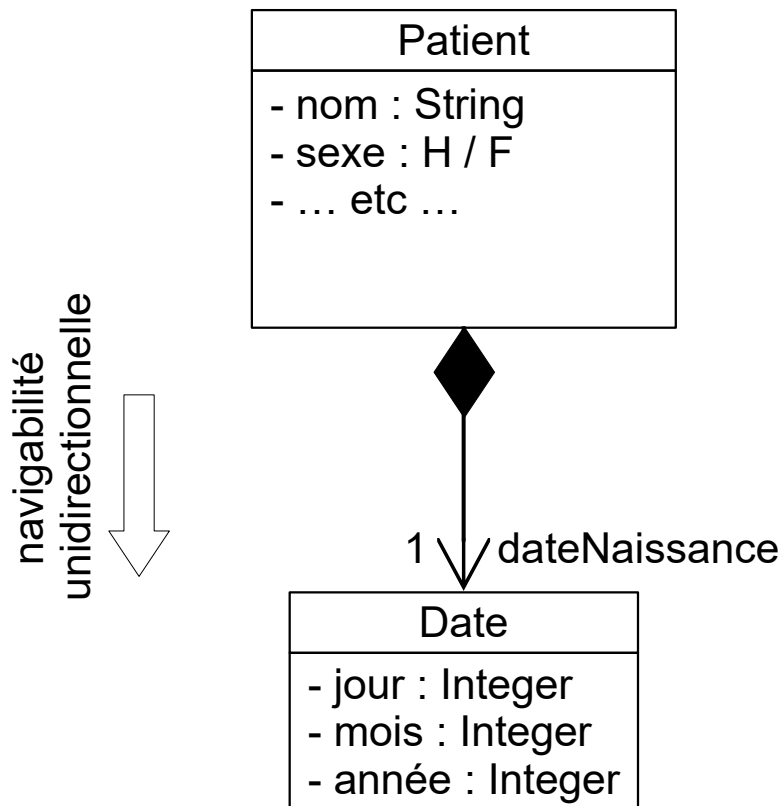 Patient
- nom : String
- sexe : H / F
- … etc …
navigabilité
unidirectionnelle
1 dateNaissance
Date
- jour : Integer
- mois : Integer
- année : Integer